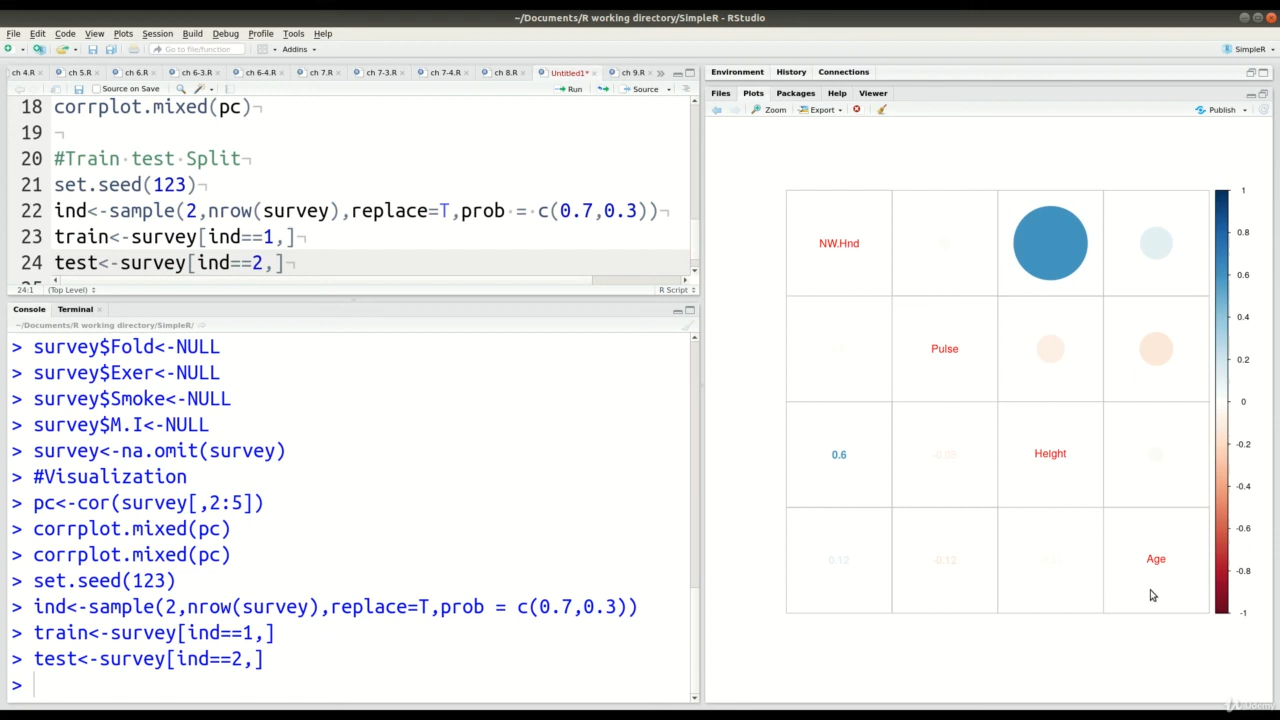 ~/Documents/R working directory/SimpleR - RStudio
File Edit Code View Plots Session Build Debug Profile Tools Help
Go to file/function Addins SimpleR
ch 4.R ch 5.R ch 6.R ch 6-3.R ch 6-4.R ch 7.R ch 7-3.R ch 7-4.R ch 8.R Untitled1* ch 9.R
Source on Save Run Source
18 corrplot.mixed(pc)¬
19 ¬
20 #Train·test·Split¬
21 set.seed(123)¬
22 ind<-sample(2,nrow(survey),replace=T,prob·=·c(0.7,0.3))¬
23 train<-survey[ind==1,]¬
24 test<-survey[ind==2,]¬
24:1 (Top Level) R Script
Console Terminal
~/Documents/R working directory/SimpleR/
> survey$Fold<-NULL
> survey$Exer<-NULL
> survey$Smoke<-NULL
> survey$M.I<-NULL
> survey<-na.omit(survey)
> #Visualization
> pc<-cor(survey[,2:5])
> corrplot.mixed(pc)
> corrplot.mixed(pc)
> set.seed(123)
> ind<-sample(2,nrow(survey),replace=T,prob = c(0.7,0.3))
> train<-survey[ind==1,]
> test<-survey[ind==2,]
>
Environment History Connections
Files Plots Packages Help Viewer
Zoom Export Publish
NW.Hnd
Pulse
0.6 Height
0.12 -0.12 Age
1
0.8
0.6
0.4
0.2
0
-0.2
-0.4
-0.6
-0.8
-1
Udemy